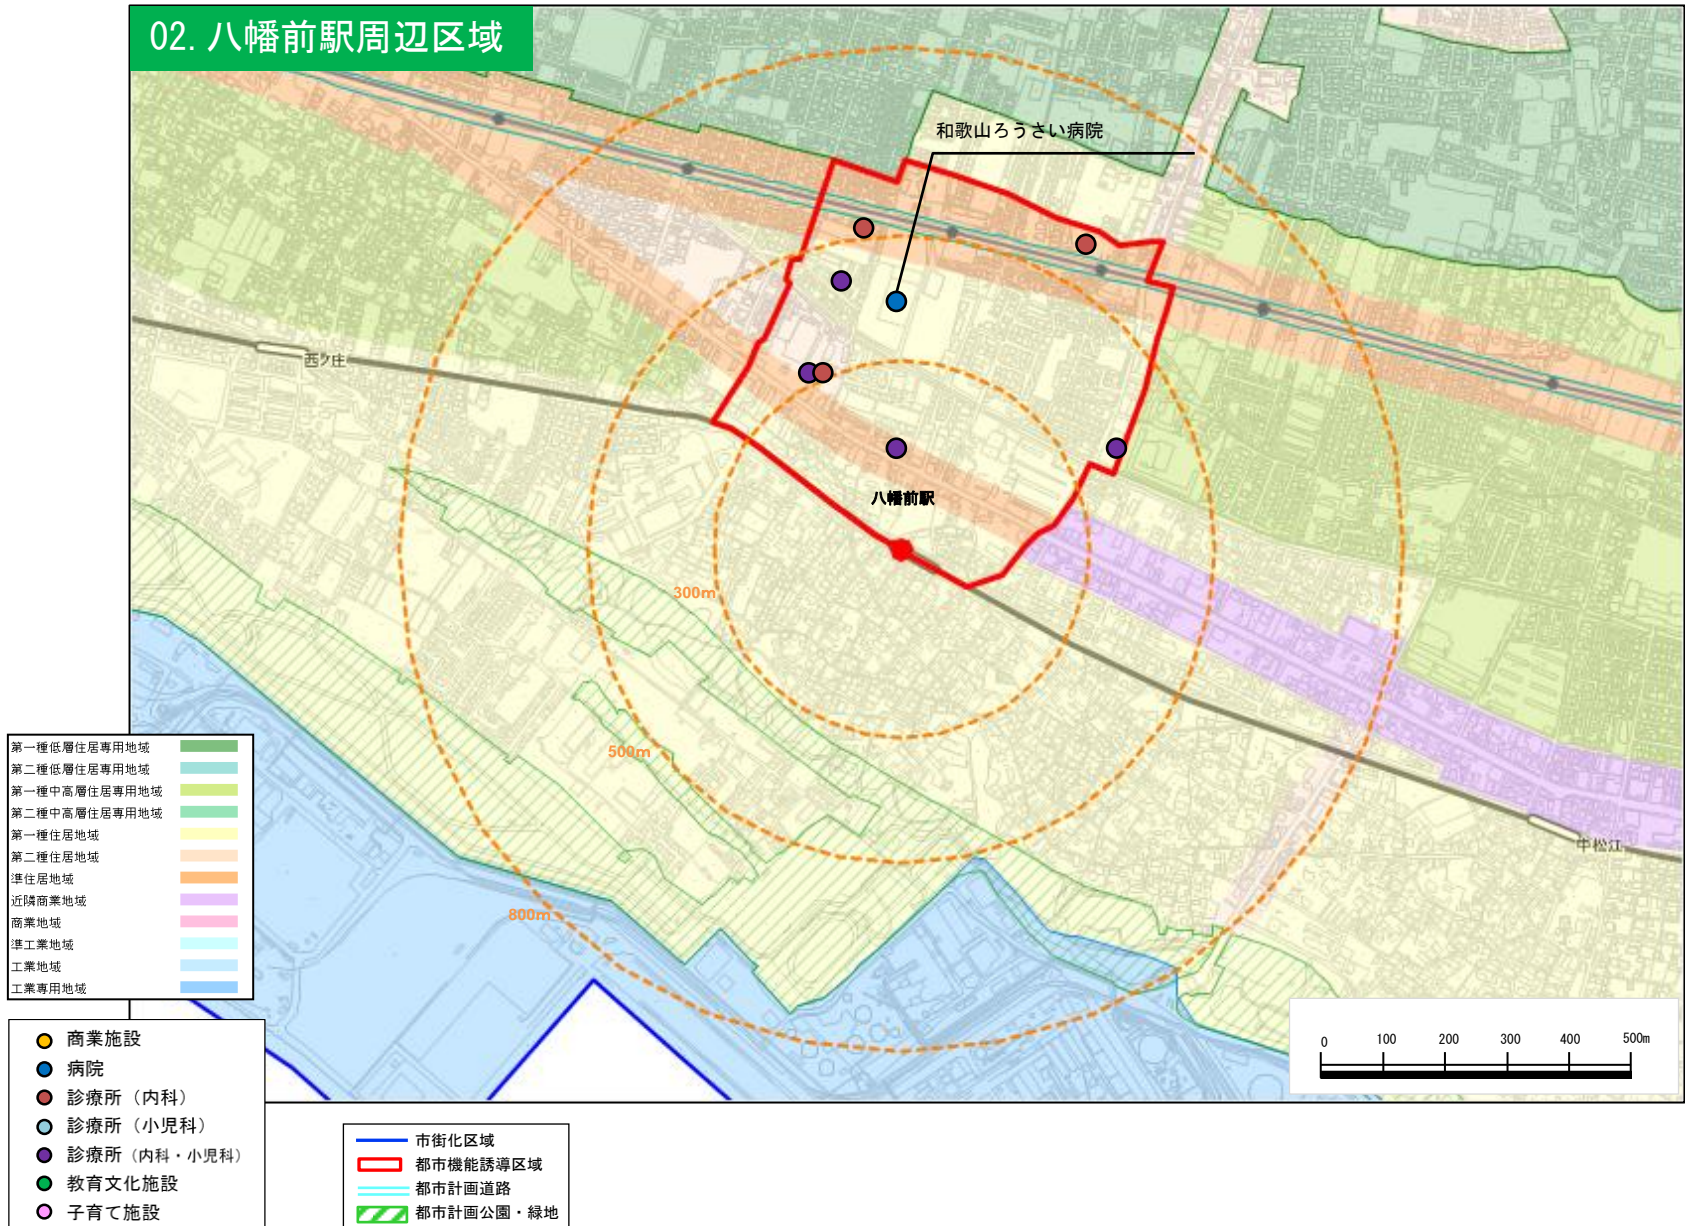 02.八幡前駅周辺区域
和歌山ろうさい病院
西ノ庄
八幡前駅
300m
500m
800m
中松江
第一種低層住居専用地域
第二種低層住居専用地域
第一種中高層住居専用地域
第二種中高層住居専用地域
第一種住居地域
第二種住居地域
準住居地域
近隣商業地域
商業地域
準工業地域
工業地域
工業専用地域
0 100 200 300 400 500m
商業施設
病院
診療所（内科）
診療所（小児科）
診療所（内科・小児科）
教育文化施設
子育て施設
市街化区域
都市機能誘導区域
都市計画道路
都市計画公園・緑地